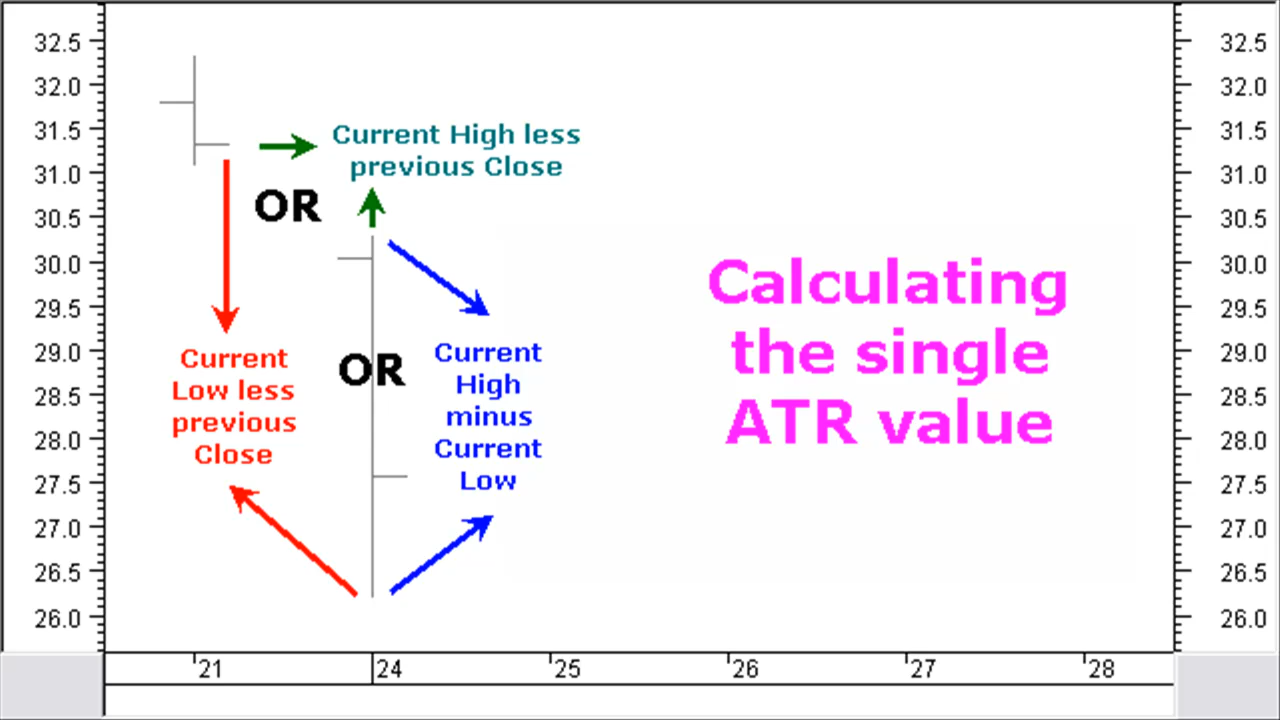 32.5
32.0
31.5
31.0
30.5
30.0
29.5
29.0
28.5
28.0
27.5
27.0
26.5
26.0
Current High less
previous Close
OR
OR
Current
Low less
previous
Close
Current
High
minus
Current
Low
Calculating
the single
ATR value
32.5
32.0
31.5
31.0
30.5
30.0
29.5
29.0
28.5
28.0
27.5
27.0
26.5
26.0
21
24
25
26
27
28